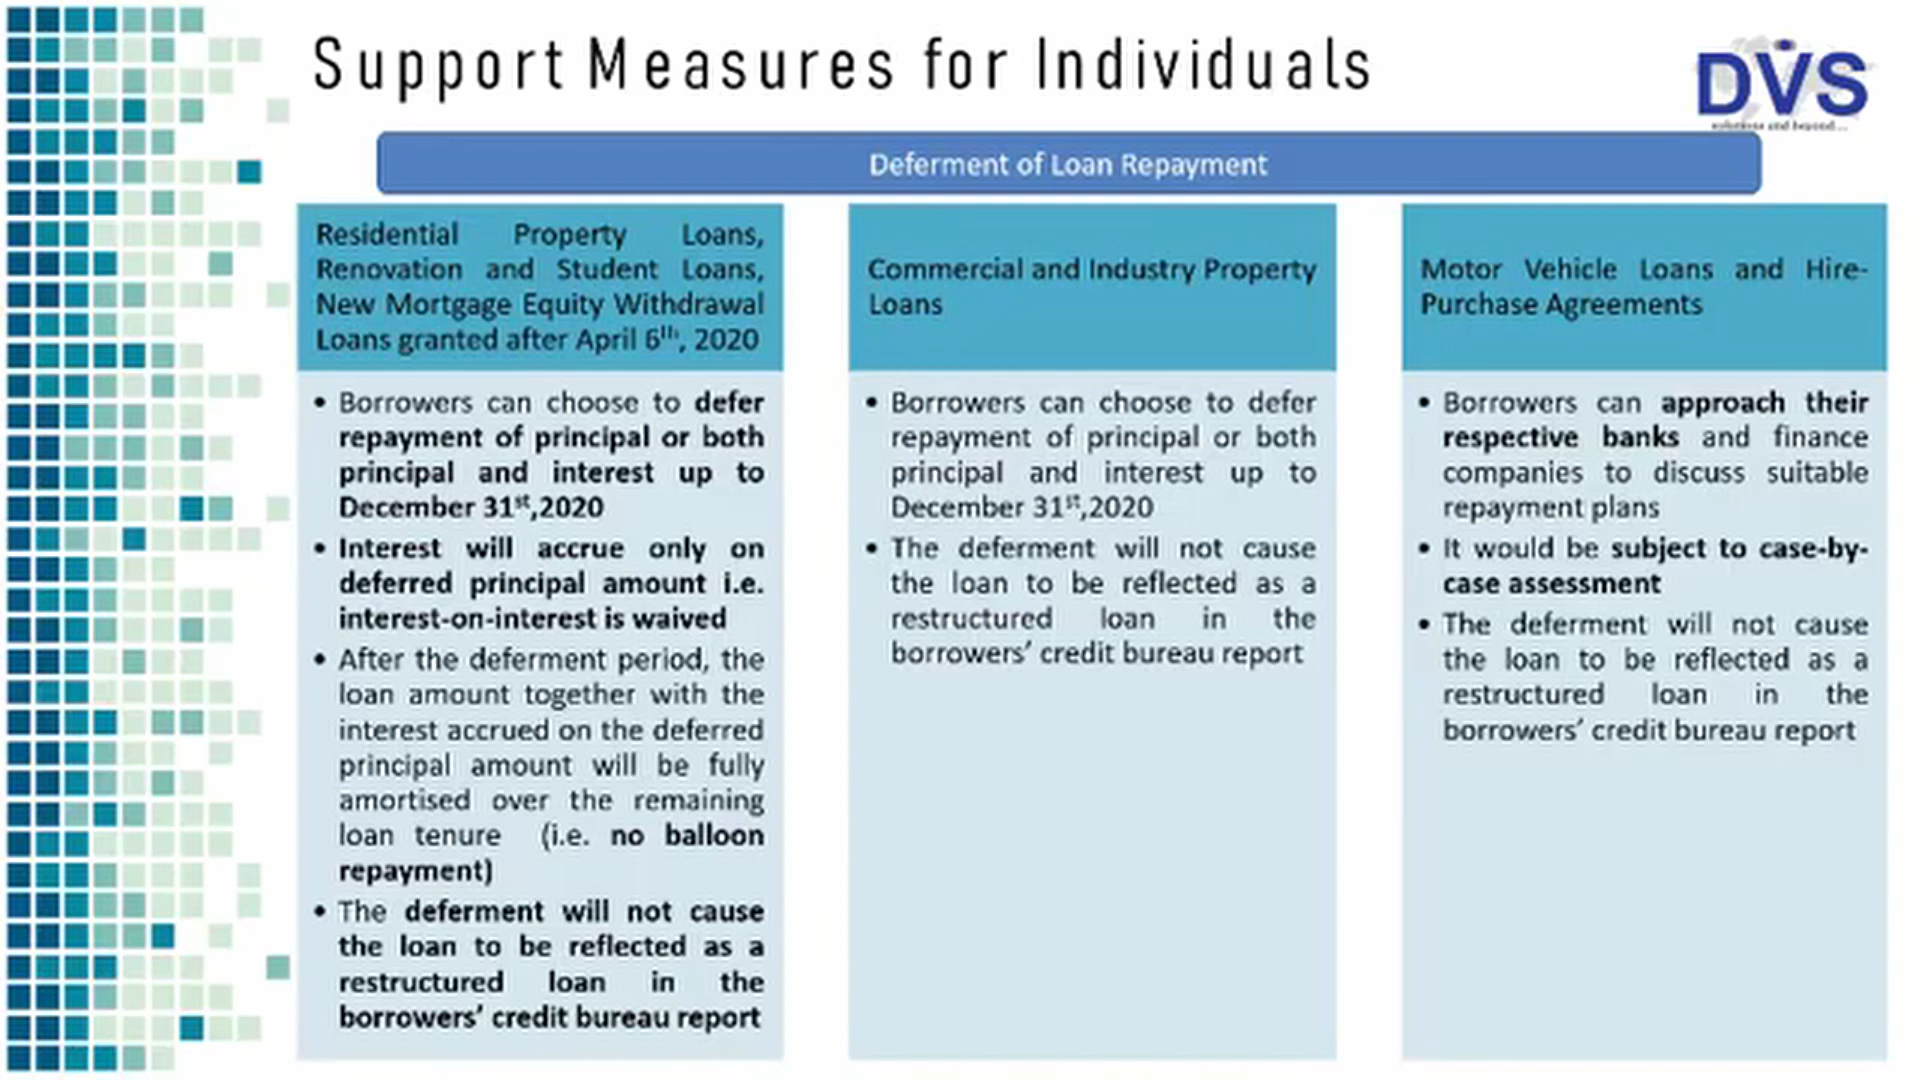 Support Measures for Individuals
DVS
solutions and beyond...
Deferment of Loan Repayment
Residential Property Loans,
Renovation and Student Loans,
New Mortgage Equity Withdrawal
Loans granted after April 6th, 2020
• Borrowers can choose to defer
repayment of principal or both
principal and interest up to
December 31st,2020
• Interest will accrue only on
deferred principal amount i.e.
interest-on-interest is waived
• After the deferment period, the
loan amount together with the
interest accrued on the deferred
principal amount will be fully
amortised over the remaining
loan tenure (i.e. no balloon
repayment)
• The deferment will not cause
the loan to be reflected as a
restructured loan in the
borrowers’ credit bureau report
Commercial and Industry Property
Loans
• Borrowers can choose to defer
repayment of principal or both
principal and interest up to
December 31st,2020
• The deferment will not cause
the loan to be reflected as a
restructured loan in the
borrowers’ credit bureau report
Motor Vehicle Loans and Hire-
Purchase Agreements
• Borrowers can approach their
respective banks and finance
companies to discuss suitable
repayment plans
• It would be subject to case-by-
case assessment
• The deferment will not cause
the loan to be reflected as a
restructured loan in the
borrowers’ credit bureau report